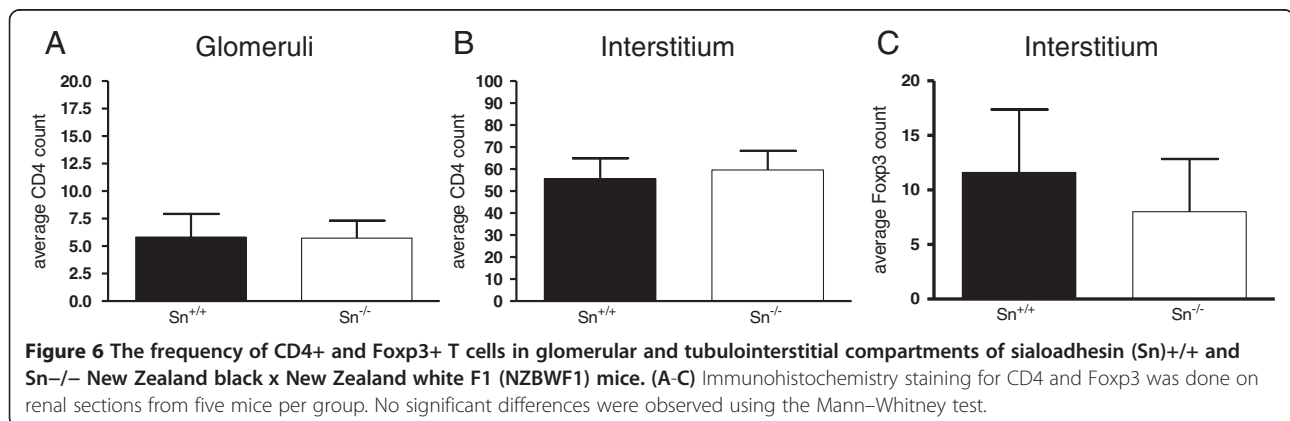 A Glomeruli
20.0
17.5
15.0
12.5
10.0
7.5
5.0
2.5
0.0
average CD4 count
Sn+/+ Sn-/-
B Interstitium
100
90
80
70
60
50
40
30
20
10
0
average CD4 count
Sn+/+ Sn-/-
C Interstitium
20
15
10
5
0
average Foxp3 count
Sn+/+ Sn-/-
Figure 6 The frequency of CD4+ and Foxp3+ T cells in glomerular and tubulointerstitial compartments of sialoadhesin (Sn)+/+ and
Sn−/− New Zealand black x New Zealand white F1 (NZBWF1) mice. (A-C) Immunohistochemistry staining for CD4 and Foxp3 was done on
renal sections from five mice per group. No significant differences were observed using the Mann–Whitney test.